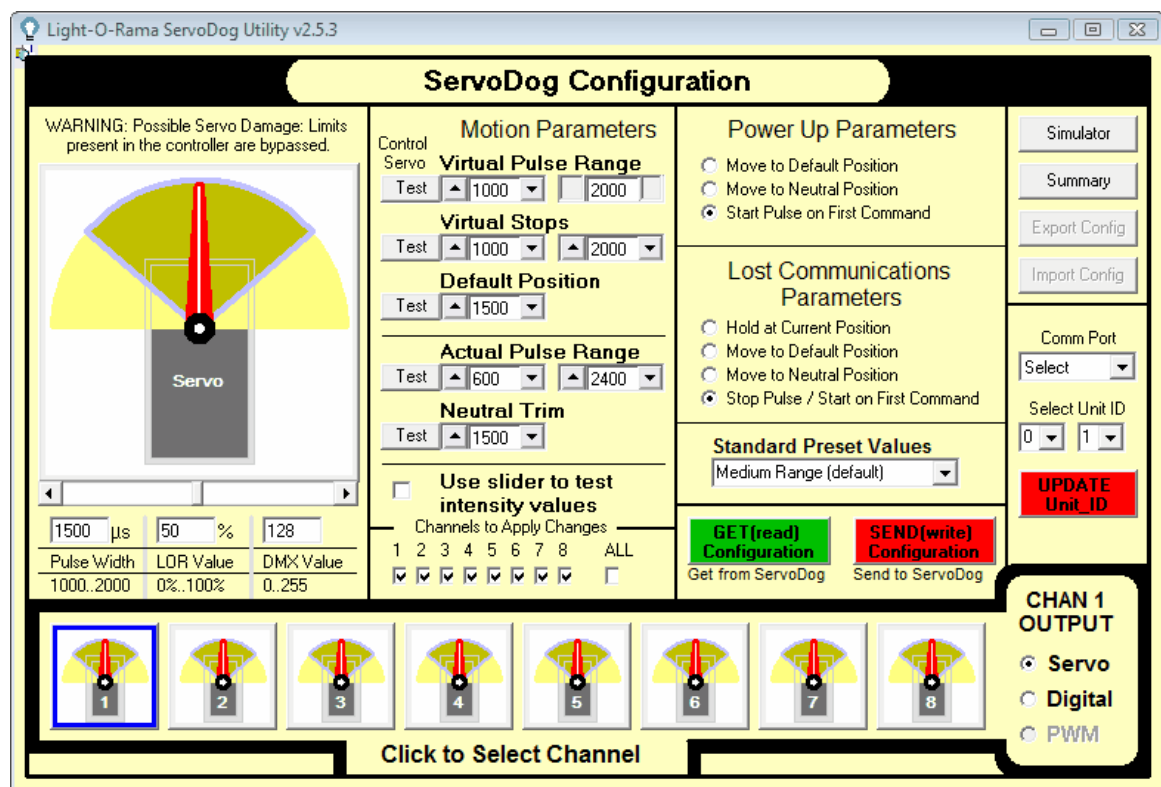 Light-O-Rama ServoDog Utility v2.5.3
ServoDog Configuration
WARNING: Possible Servo Damage: Limits
present in the controller are bypassed.
Servo
1500 µs 50 % 128
Pulse Width LOR Value DMX Value
1000..2000 0%..100% 0..255
Motion Parameters
Control
Servo Virtual Pulse Range
Test 1000 2000
Virtual Stops
Test 1000 2000
Default Position
Test 1500
Actual Pulse Range
Test 600 2400
Neutral Trim
Test 1500
Use slider to test
intensity values
Channels to Apply Changes
1 2 3 4 5 6 7 8 ALL
Power Up Parameters
Move to Default Position
Move to Neutral Position
Start Pulse on First Command
Lost Communications
Parameters
Hold at Current Position
Move to Default Position
Move to Neutral Position
Stop Pulse / Start on First Command
Standard Preset Values
Medium Range (default)
GET(read)
Configuration
Get from ServoDog
SEND(write)
Configuration
Send to ServoDog
Simulator
Summary
Export Config
Import Config
Comm Port
Select
Select Unit ID
0 1
UPDATE
Unit_ID
CHAN 1
OUTPUT
Servo
Digital
PWM
1 2 3 4 5 6 7 8
Click to Select Channel